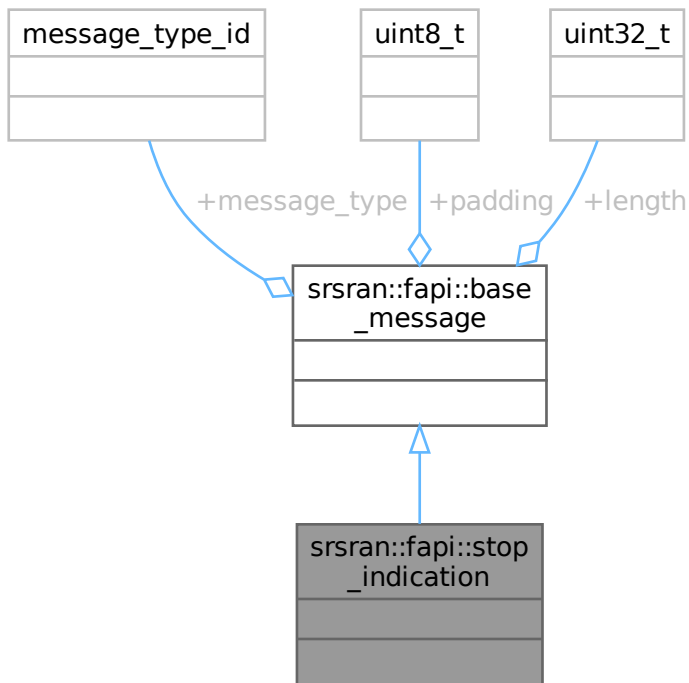 message_type_id
uint8_t
uint32_t
+message_type
+padding
+length
srsran::fapi::base
_message
srsran::fapi::stop
_indication